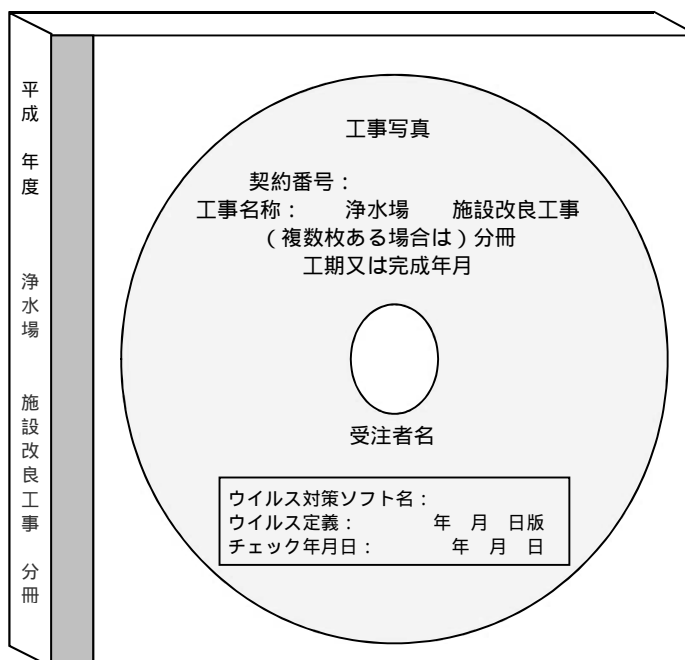 平成　年度　　浄水場　　施設改良工事　分冊
工事写真
契約番号：
工事名称：　　浄水場　　施設改良工事
（複数枚ある場合は）分冊
工期又は完成年月
受注者名
ウイルス対策ソフト名：
ウイルス定義：　　　　年　月　日版
チェック年月日：　　　　年　月　日